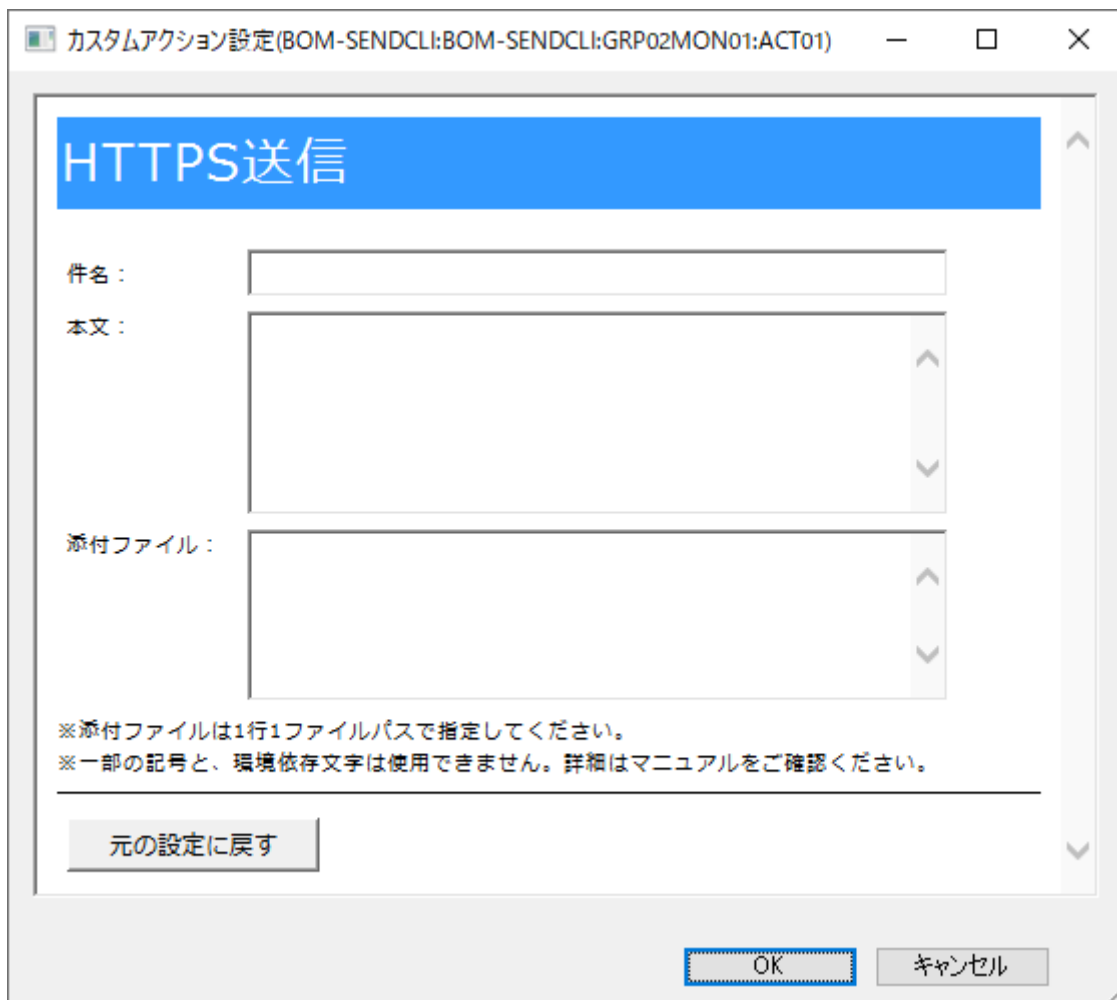 カスタムアクション設定(BOM-SENDCLI:BOM-SENDCLI:GRP02MON01:ACT01)
HTTPS送信
件名：
本文：
添付ファイル：
※添付ファイルは1行1ファイルパスで指定してください。
※一部の記号と、環境依存文字は使用できません。詳細はマニュアルをご確認ください。
元の設定に戻す
OK
キャンセル